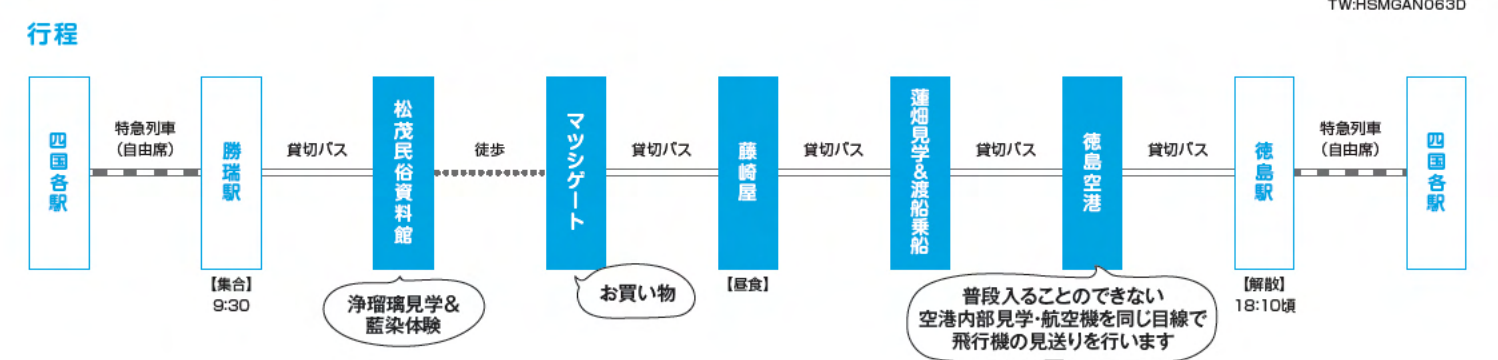 TW:HSMGAN063D
行程
四国各駅
特急列車
（自由席）
勝瑞駅
【集合】
9:30
貸切バス
松茂民俗資料館
浄瑠璃見学&
藍染体験
徒歩
マツシゲート
お買い物
貸切バス
藤崎屋
【昼食】
貸切バス
蓮畑見学&渡船乗船
貸切バス
徳島空港
普段入ることのできない
空港内部見学・航空機を同じ目線で
飛行機の見送りを行います
貸切バス
徳島駅
【解散】
18:10頃
特急列車
（自由席）
四国各駅